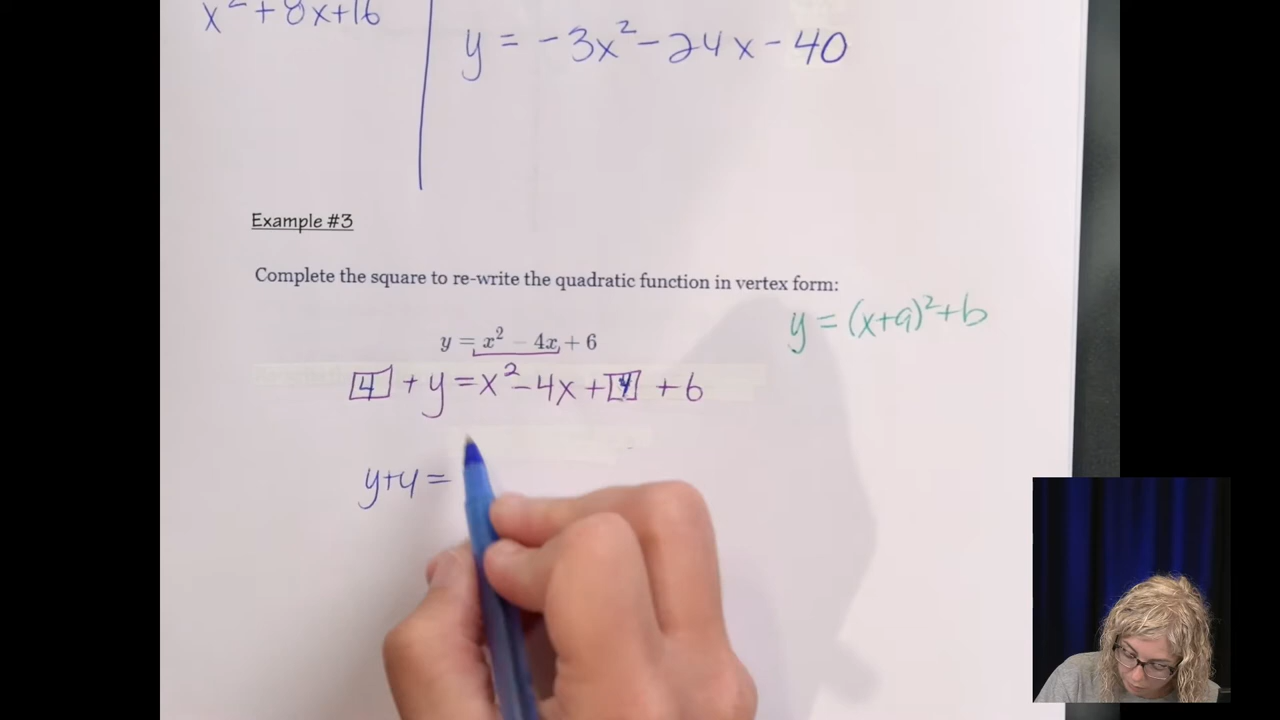 x² + 8x + 16
y = -3x² - 24x - 40
Example #3
Complete the square to re-write the quadratic function in vertex form:
y = (x+a)² + b
y = x² - 4x + 6
4 + y = x² - 4x + 4 + 6
y+4 =